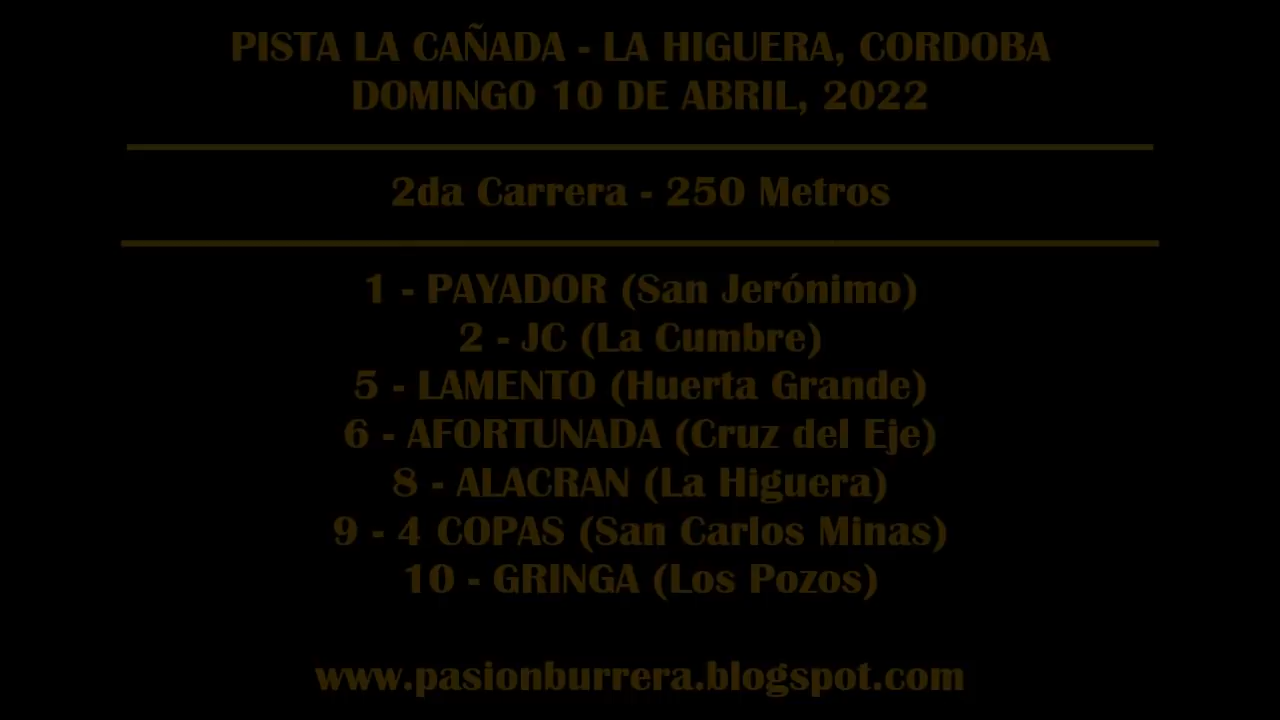 PISTA LA CAÑADA - LA HIGUERA, CORDOBA
DOMINGO 10 DE ABRIL, 2022
2da Carrera - 250 Metros
1 - PAYADOR (San Jerónimo)
2 - JC (La Cumbre)
5 - LAMENTO (Huerta Grande)
6 - AFORTUNADA (Cruz del Eje)
8 - ALACRAN (La Higuera)
9 - 4 COPAS (San Carlos Minas)
10 - GRINGA (Los Pozos)
www.pasionburrera.blogspot.com